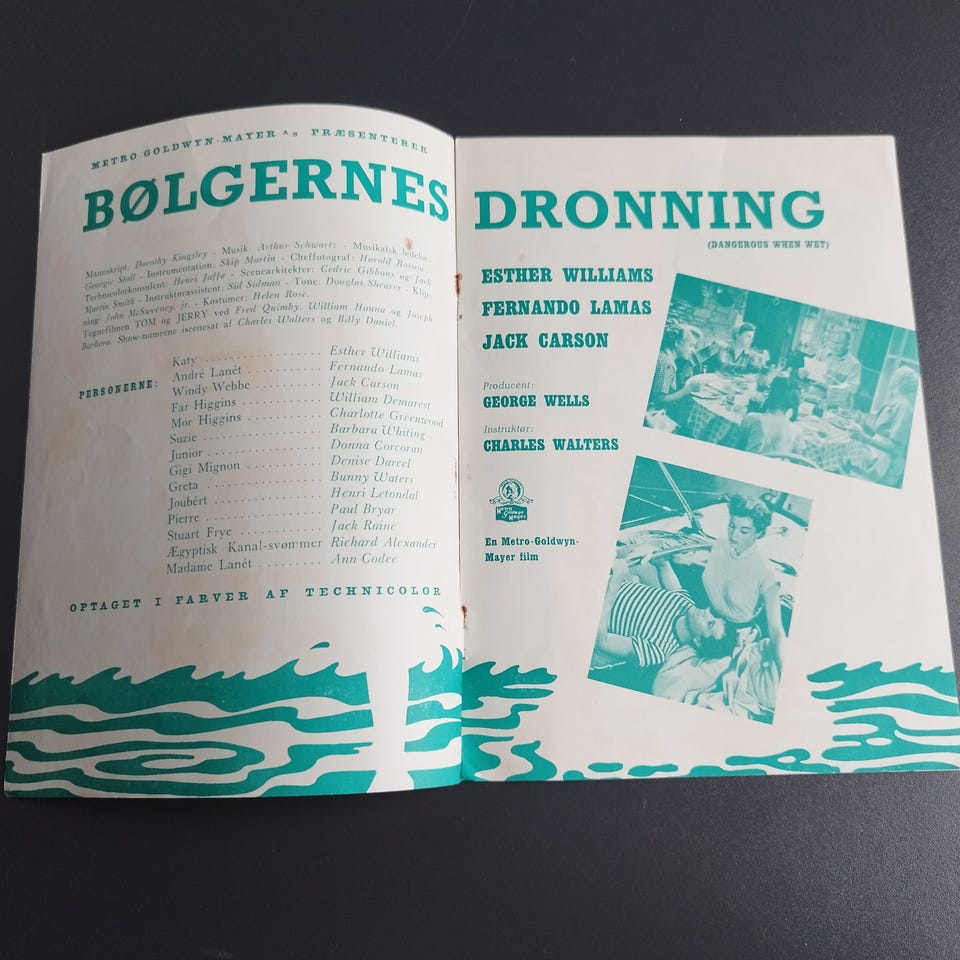 METRO-GOLDWYN-MAYER A/S PRÆSENTERER
BØLGERNES DRONNING
(DANGEROUS WHEN WET)
Manuskript: Dorothy Kingsley - Musik: Arthur Schwartz - Musikalsk ledelse:
Georgie Stoll - Instrumentation: Skip Martin - Cheffotograf: Harold Rosson -
Technicolorkonsulent: Henri Jaffa - Scenearkitekter: Cedric Gibbons og Jack
Martin Smith - Instruktørassistent: Sid Sidman - Tone: Douglas Shearer - Klip-
ning: John McSweeney, jr. - Kostumer: Helen Rose.
Tegnefilmen TOM og JERRY ved Fred Quimby, William Hanna og Joseph
Barbera. Show-numrene iscenesat af Charles Walters og Billy Daniel.
PERSONERNE:
Katy .................... Esther Williams
André Lanét ............. Fernando Lamas
Windy Webbe ............ Jack Carson
Far Higgins .............. William Demarest
Mor Higgins ............. Charlotte Greenwood
Suzie .................... Barbara Whiting
Junior ................... Donna Corcoran
Gigi Mignon ............. Denise Darcel
Greta .................... Bunny Waters
Joubért .................. Henri Letondal
Pierre ................... Paul Bryar
Stuart Frye .............. Jack Raine
Ægyptisk Kanal-svømmer Richard Alexander
Madame Lanét .......... Ann Codee
OPTAGET I FARVER AF TECHNICOLOR
ESTHER WILLIAMS
FERNANDO LAMAS
JACK CARSON
Producent:
GEORGE WELLS
Instruktør:
CHARLES WALTERS
Metro
Goldwyn
Mayer
En Metro-Goldwyn-
Mayer film